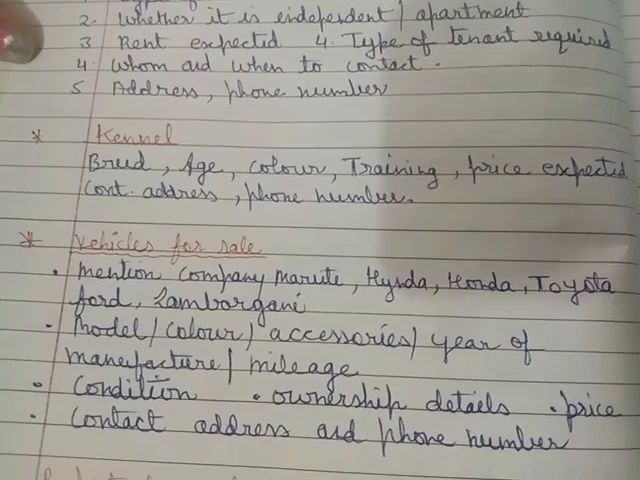 2. Whether it is independent / apartment
3 Rent expected 4. Type of tenant required
4. whom and when to contact.
5 Address, phone number
* Kennel
Breed, Age, colour, Training, price expected
Cont. address, phone number.
* Vehicles for sale
• mention company marute, Hynda, Honda, Toyota
ford, Lambargani
• Model / colour / accessories / year of
manufacture / mileage
• Condition • ownership details • price
• Contact address and phone number